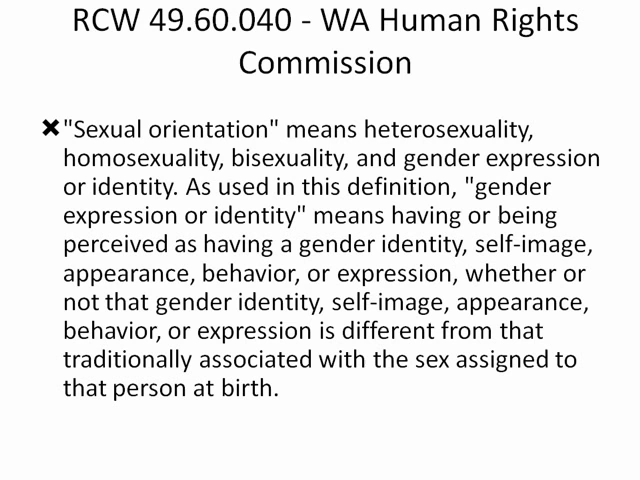 RCW 49.60.040 - WA Human Rights
Commission
✖"Sexual orientation" means heterosexuality,
homosexuality, bisexuality, and gender expression
or identity. As used in this definition, "gender
expression or identity" means having or being
perceived as having a gender identity, self-image,
appearance, behavior, or expression, whether or
not that gender identity, self-image, appearance,
behavior, or expression is different from that
traditionally associated with the sex assigned to
that person at birth.